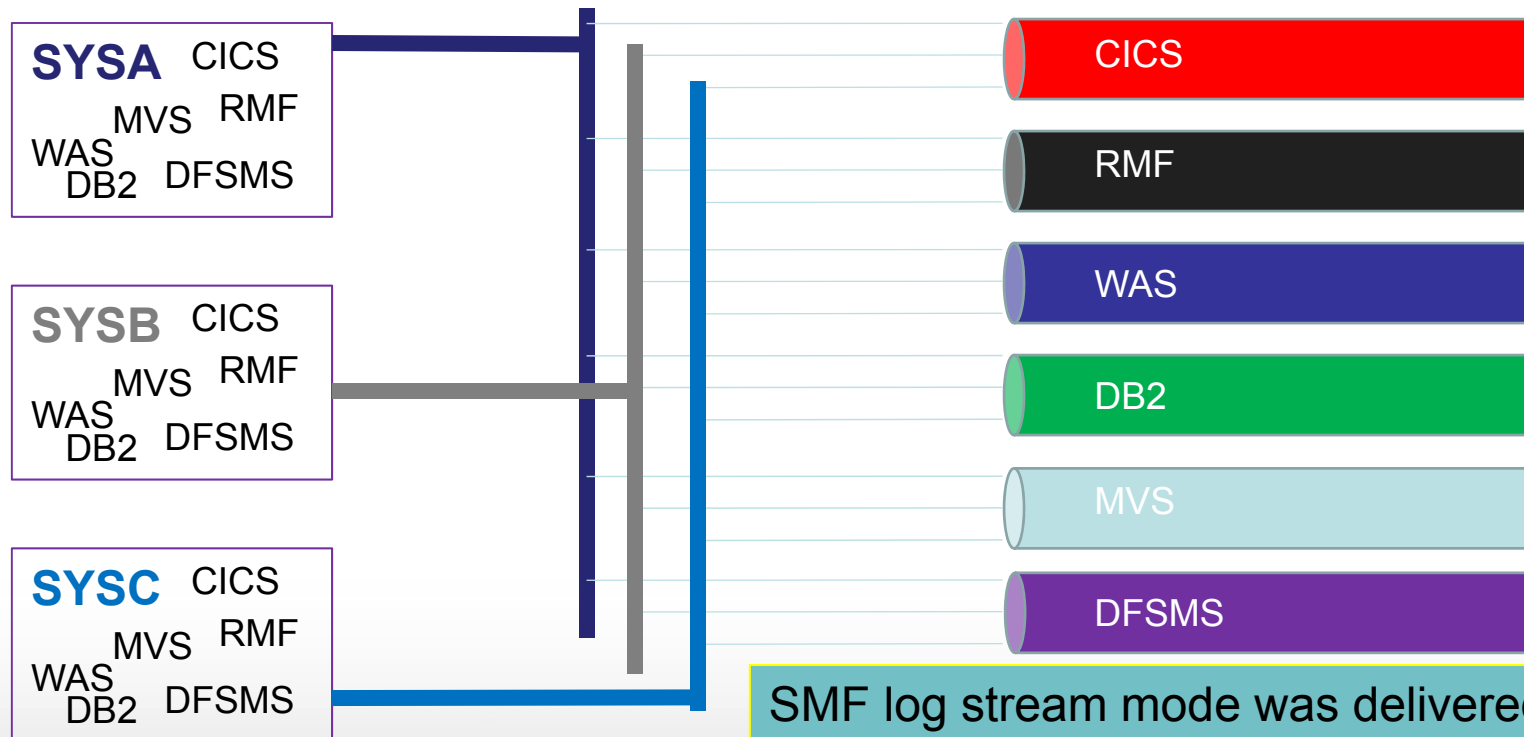 SYSA CICS
MVS RMF
WAS
DB2 DFSMS
SYSB CICS
MVS RMF
WAS
DB2 DFSMS
SYSC CICS
MVS RMF
WAS
DB2 DFSMS
CICS
RMF
WAS
DB2
MVS
DFSMS
SMF log stream mode was delivered